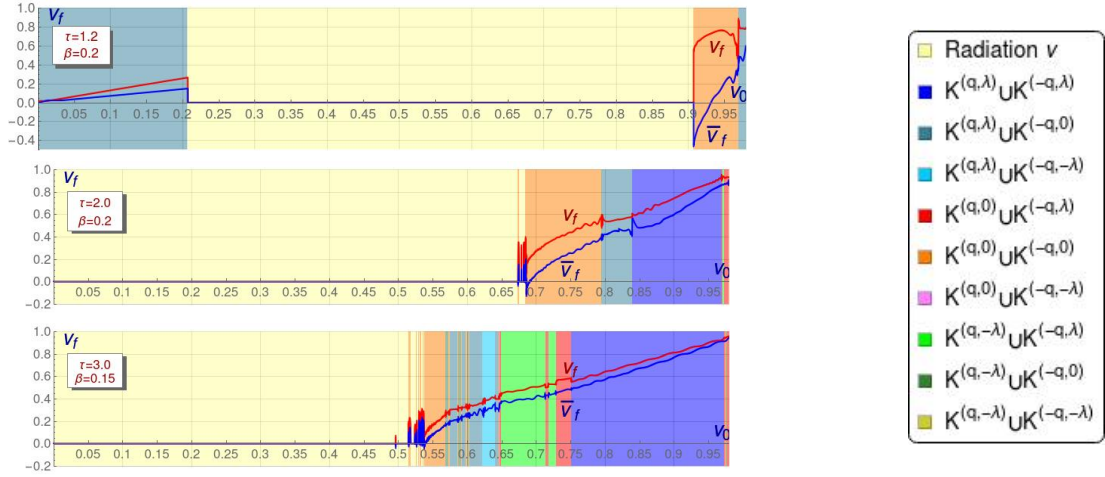 1.0
v_f
0.8
τ=1.2
0.6
β=0.2
v_f
0.4
0.2
v_0
0.0
0.05 0.1 0.15 0.2 0.25 0.3 0.35 0.4 0.45 0.5 0.55 0.6 0.65 0.7 0.75 0.8 0.85 0.9 0.95
−0.2
v̅_f
−0.4
1.0
v_f
0.8
τ=2.0
0.6
β=0.2
v_f
0.4
0.2
v̅_f
v_0
0.0
0.05 0.1 0.15 0.2 0.25 0.3 0.35 0.4 0.45 0.5 0.55 0.6 0.65 0.7 0.75 0.8 0.85 0.9 0.95
−0.2
1.0
v_f
0.8
τ=3.0
v_f
0.6
β=0.15
0.4
v̅_f
0.2
v_0
0.0
0.05 0.1 0.15 0.2 0.25 0.3 0.35 0.4 0.45 0.5 0.55 0.6 0.65 0.7 0.75 0.8 0.85 0.9 0.95
−0.2
Radiation v
K^(q,λ)∪K^(−q,λ)
K^(q,λ)∪K^(−q,0)
K^(q,λ)∪K^(−q,−λ)
K^(q,0)∪K^(−q,λ)
K^(q,0)∪K^(−q,0)
K^(q,0)∪K^(−q,−λ)
K^(q,−λ)∪K^(−q,λ)
K^(q,−λ)∪K^(−q,0)
K^(q,−λ)∪K^(−q,−λ)